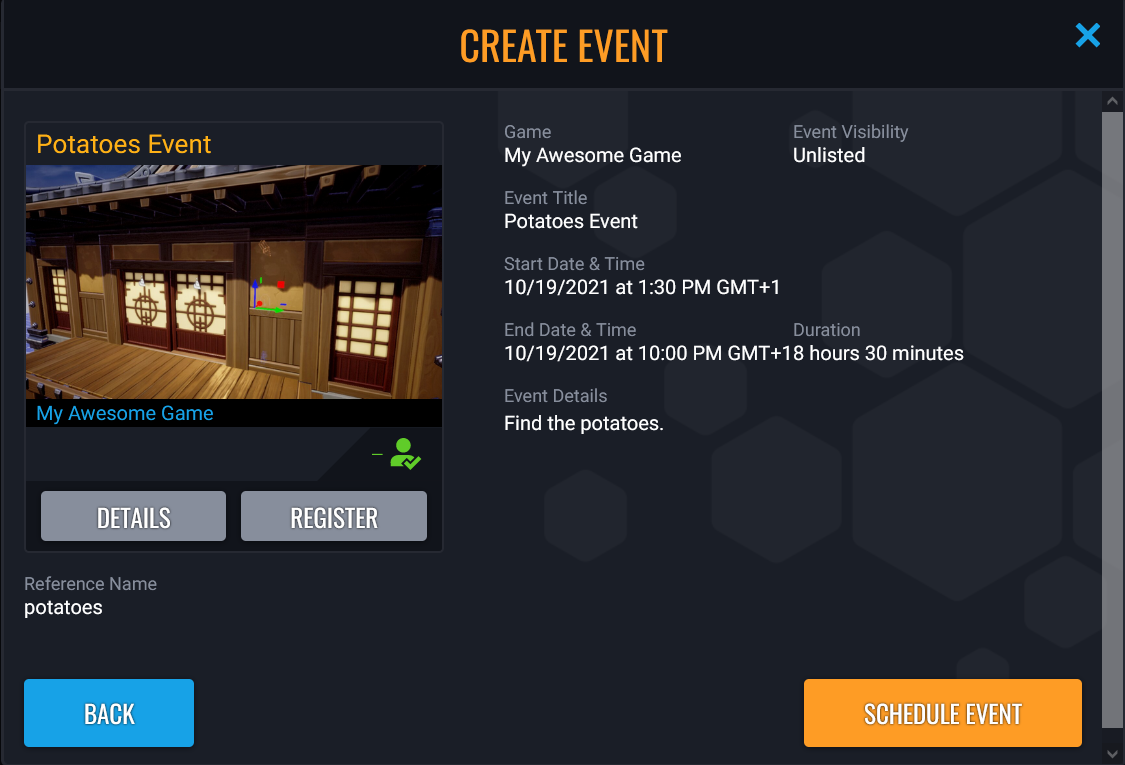 CREATE EVENT
Potatoes Event
My Awesome Game
DETAILS
REGISTER
Reference Name
potatoes
Game
My Awesome Game
Event Visibility
Unlisted
Event Title
Potatoes Event
Start Date & Time
10/19/2021 at 1:30 PM GMT+1
End Date & Time
10/19/2021 at 10:00 PM GMT+1
Duration
8 hours 30 minutes
Event Details
Find the potatoes.
BACK
SCHEDULE EVENT